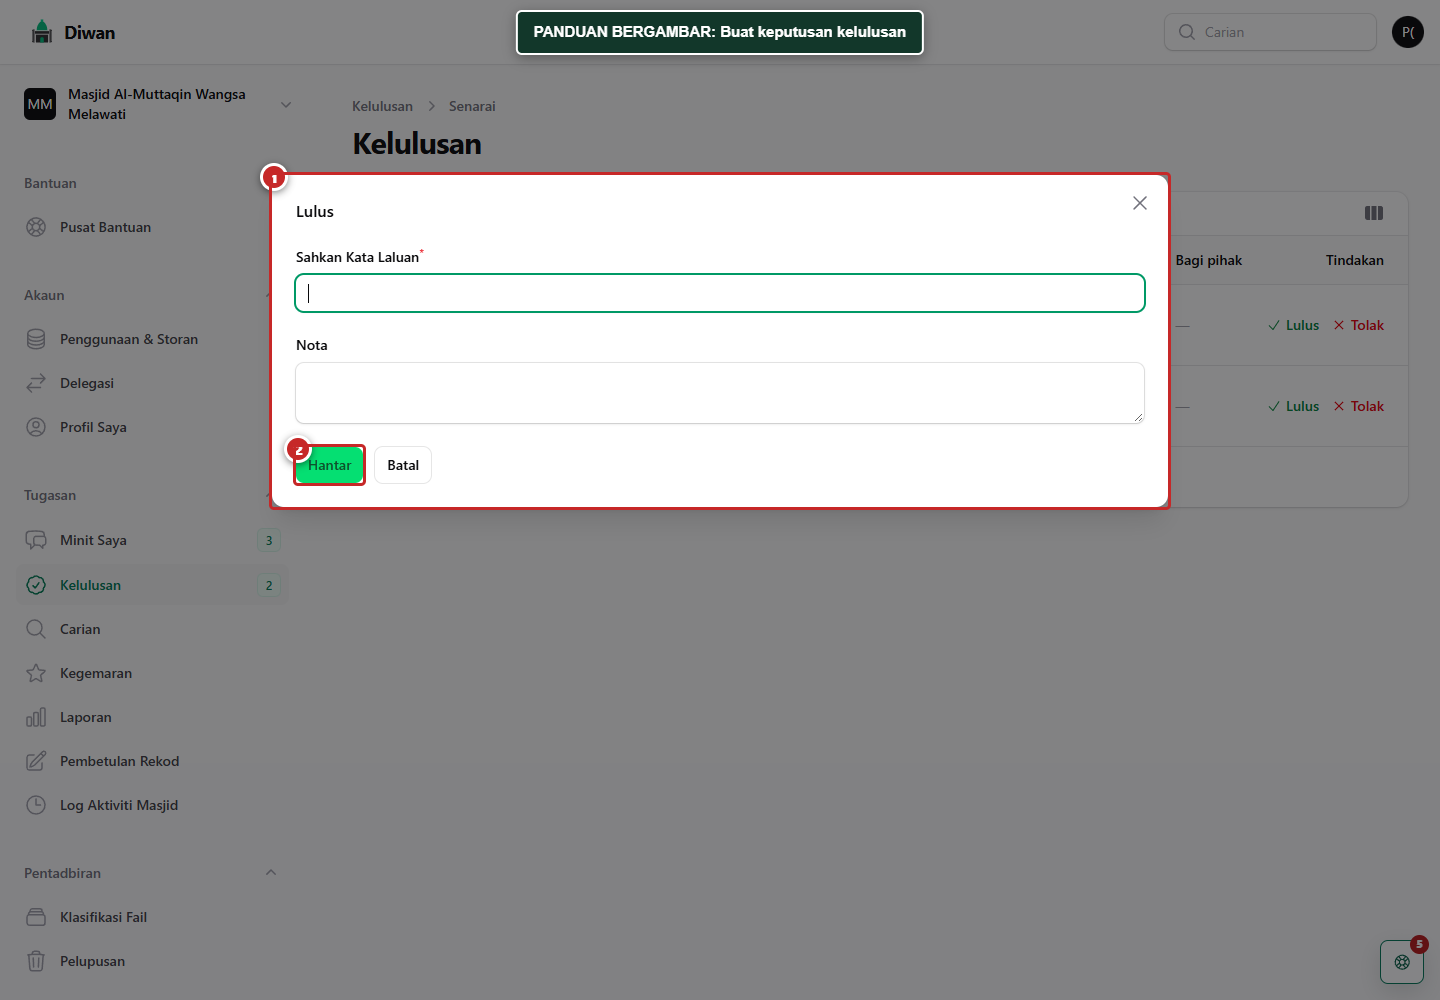 Diwan
PANDUAN BERGAMBAR: Buat keputusan kelulusan
Carian
P(
MM
Masjid Al-Muttaqin Wangsa
Melawati
Kelulusan
Senarai
Kelulusan
Bantuan
Pusat Bantuan
Akaun
Penggunaan & Storan
Delegasi
Profil Saya
Tugasan
Minit Saya
3
Kelulusan
2
Carian
Kegemaran
Laporan
Pembetulan Rekod
Log Aktiviti Masjid
Pentadbiran
Klasifikasi Fail
Pelupusan
1
Lulus
Sahkan Kata Laluan*
Nota
2
Hantar
Batal
Bagi pihak
Tindakan
—
Lulus
Tolak
—
Lulus
Tolak
5